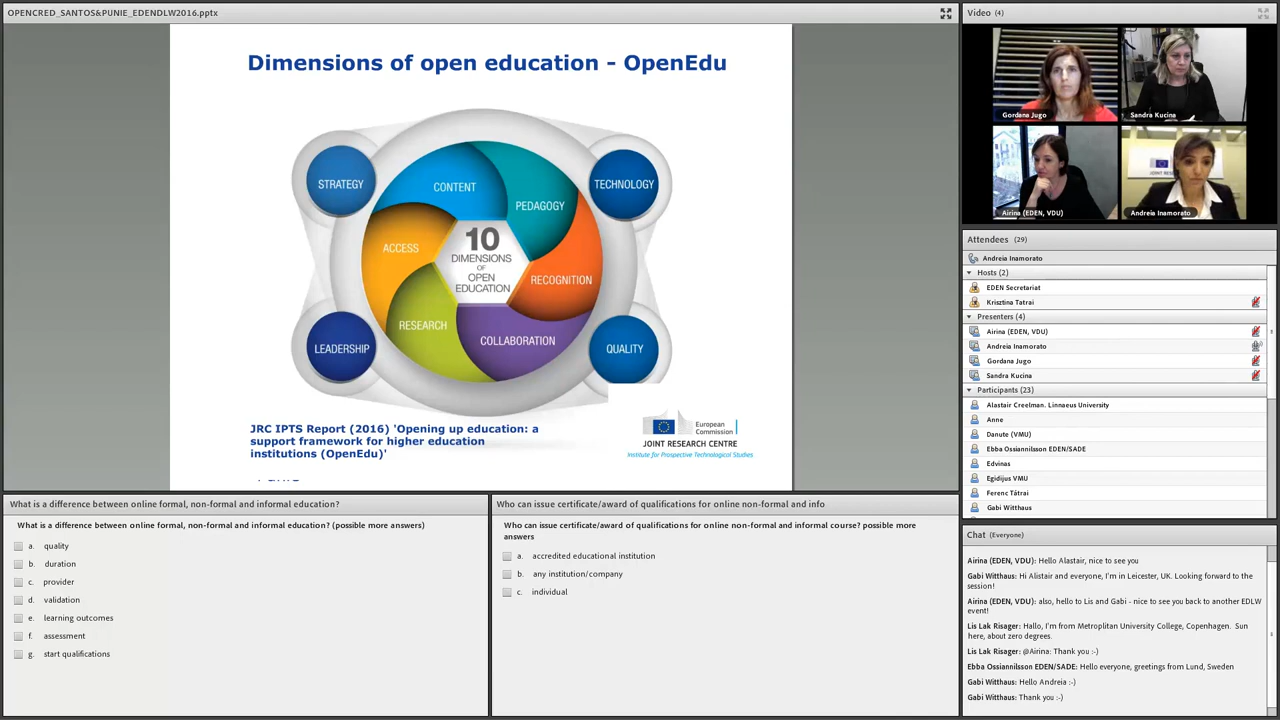 OPENCRED_SANTOS&PUNIE_EDENDLW2016.pptx
Dimensions of open education - OpenEdu
STRATEGY
CONTENT
TECHNOLOGY
PEDAGOGY
ACCESS
10
DIMENSIONS
OF
OPEN
EDUCATION
RECOGNITION
RESEARCH
COLLABORATION
LEADERSHIP
QUALITY
JRC IPTS Report (2016) 'Opening up education: a
support framework for higher education
institutions (OpenEdu)'
European
Commission
JOINT RESEARCH CENTRE
Institute for Prospective Technological Studies
What is a difference between online formal, non-formal and informal education?
What is a difference between online formal, non-formal and informal education? (possible more answers)
a. quality
b. duration
c. provider
d. validation
e. learning outcomes
f. assessment
g. start qualifications
Who can issue certificate/award of qualifications for online non-formal and info
Who can issue certificate/award of qualifications for online non-formal and informal course? possible more
answers
a. accredited educational institution
b. any institution/company
c. individual
Video (4)
Gordana Jugo
Sandra Kucina
Airina (EDEN, VDU)
Andreia Inamorato
Attendees (29)
Andreia Inamorato
Hosts (2)
EDEN Secretariat
Krisztina Tatrai
Presenters (4)
Airina (EDEN, VDU)
Andreia Inamorato
Gordana Jugo
Sandra Kucina
Participants (23)
Alastair Creelman. Linnaeus University
Anne
Danute (VMU)
Ebba Ossiannilsson EDEN/SADE
Edvinas
Egidijus VMU
Ferenc Tátrai
Gabi Witthaus
Chat (Everyone)
Airina (EDEN, VDU): Hello Alastair, nice to see you
Gabi Witthaus: Hi Alistair and everyone, I'm in Leicester, UK. Looking forward to the
session!
Airina (EDEN, VDU): also, hello to Lis and Gabi - nice to see you back to another EDLW
event!
Lis Lak Risager: Hallo, I'm from Metroplitan University College, Copenhagen. Sun
here, about zero degrees.
Lis Lak Risager: @Airina: Thank you :-)
Ebba Ossiannilsson EDEN/SADE: Hello everyone, greetings from Lund, Sweden
Gabi Witthaus: Hello Andreia :-)
Gabi Witthaus: Thank you :-)